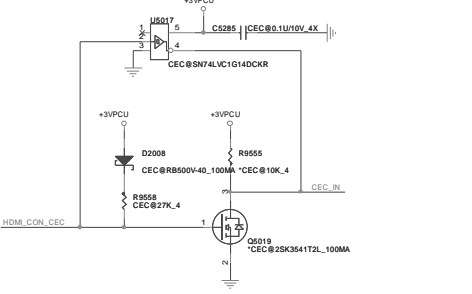 +3VPCU
U5017
1
5
C5285
CEC@0.1U/10V_4X
2
3
4
CEC@SN74LVC1G14DCKR
+3VPCU
+3VPCU
D2008
R9555
CEC@RB500V-40_100MA
*CEC@10K_4
R9558
CEC@27K_4
3
CEC_IN
HDMI_CON_CEC
1
Q5019
*CEC@2SK3541T2L_100MA
2